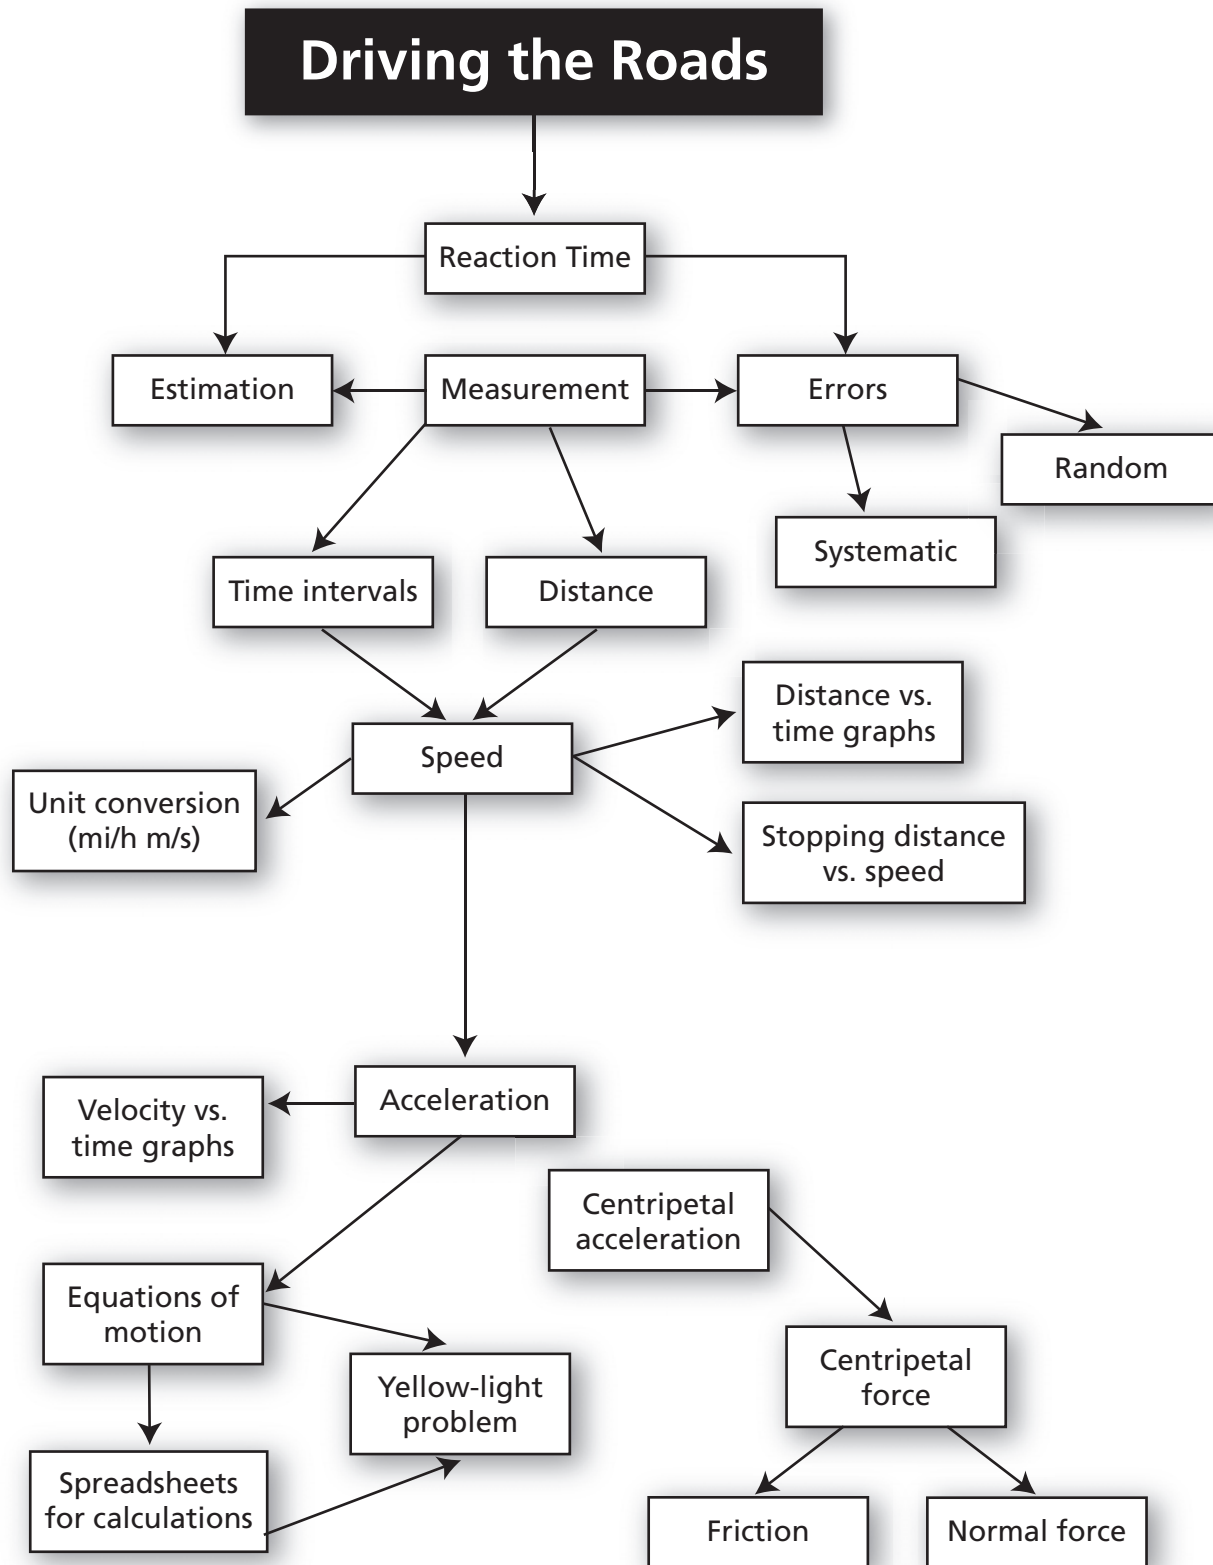 Driving the Roads
Reaction Time
Estimation
Measurement
Errors
Random
Systematic
Time intervals
Distance
Distance vs.
time graphs
Speed
Unit conversion
(mi/h m/s)
Stopping distance
vs. speed
Acceleration
Velocity vs.
time graphs
Centripetal
acceleration
Equations of
motion
Centripetal
force
Yellow-light
problem
Spreadsheets
for calculations
Friction
Normal force